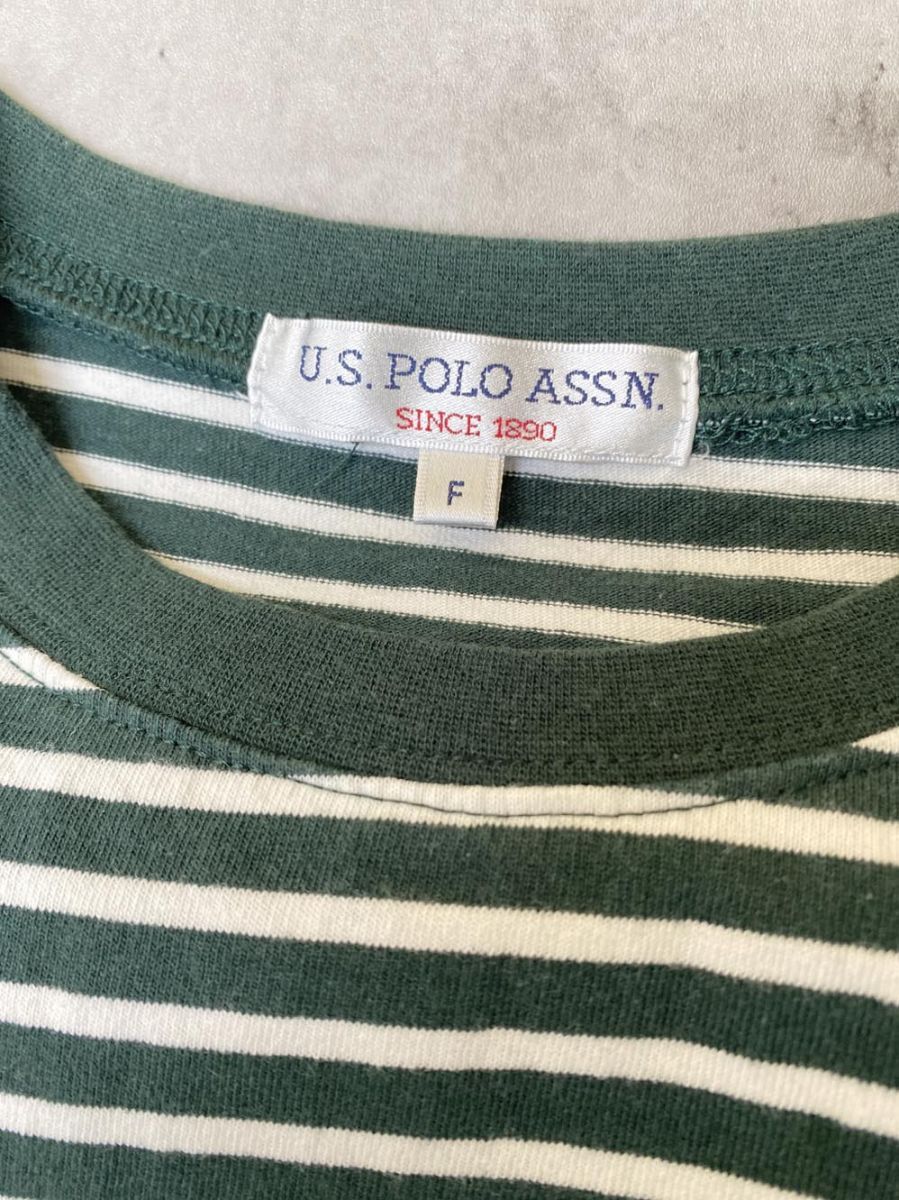 U.S. POLO ASSN.
SINCE 1890
F